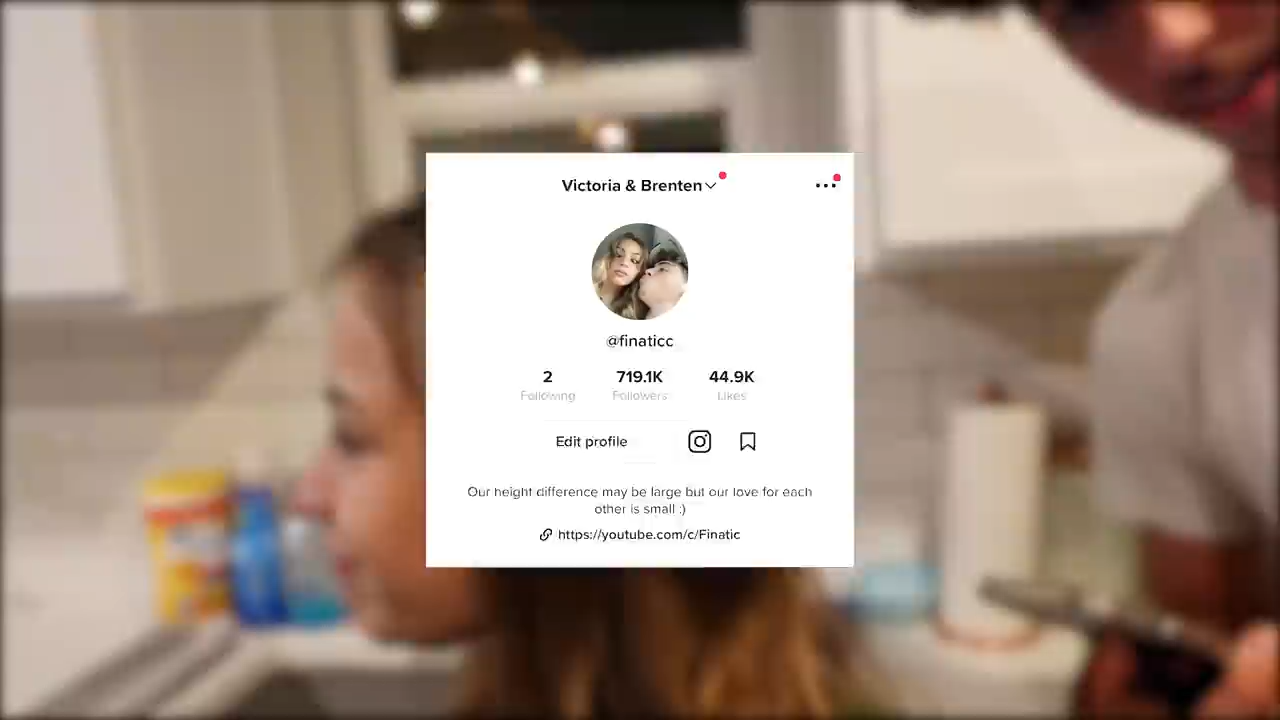 Victoria & Brenten
@finaticc
2 719.1K 44.9K
Following Followers Likes
Edit profile
Our height difference may be large but our love for each
other is small :)
https://youtube.com/c/Finatic